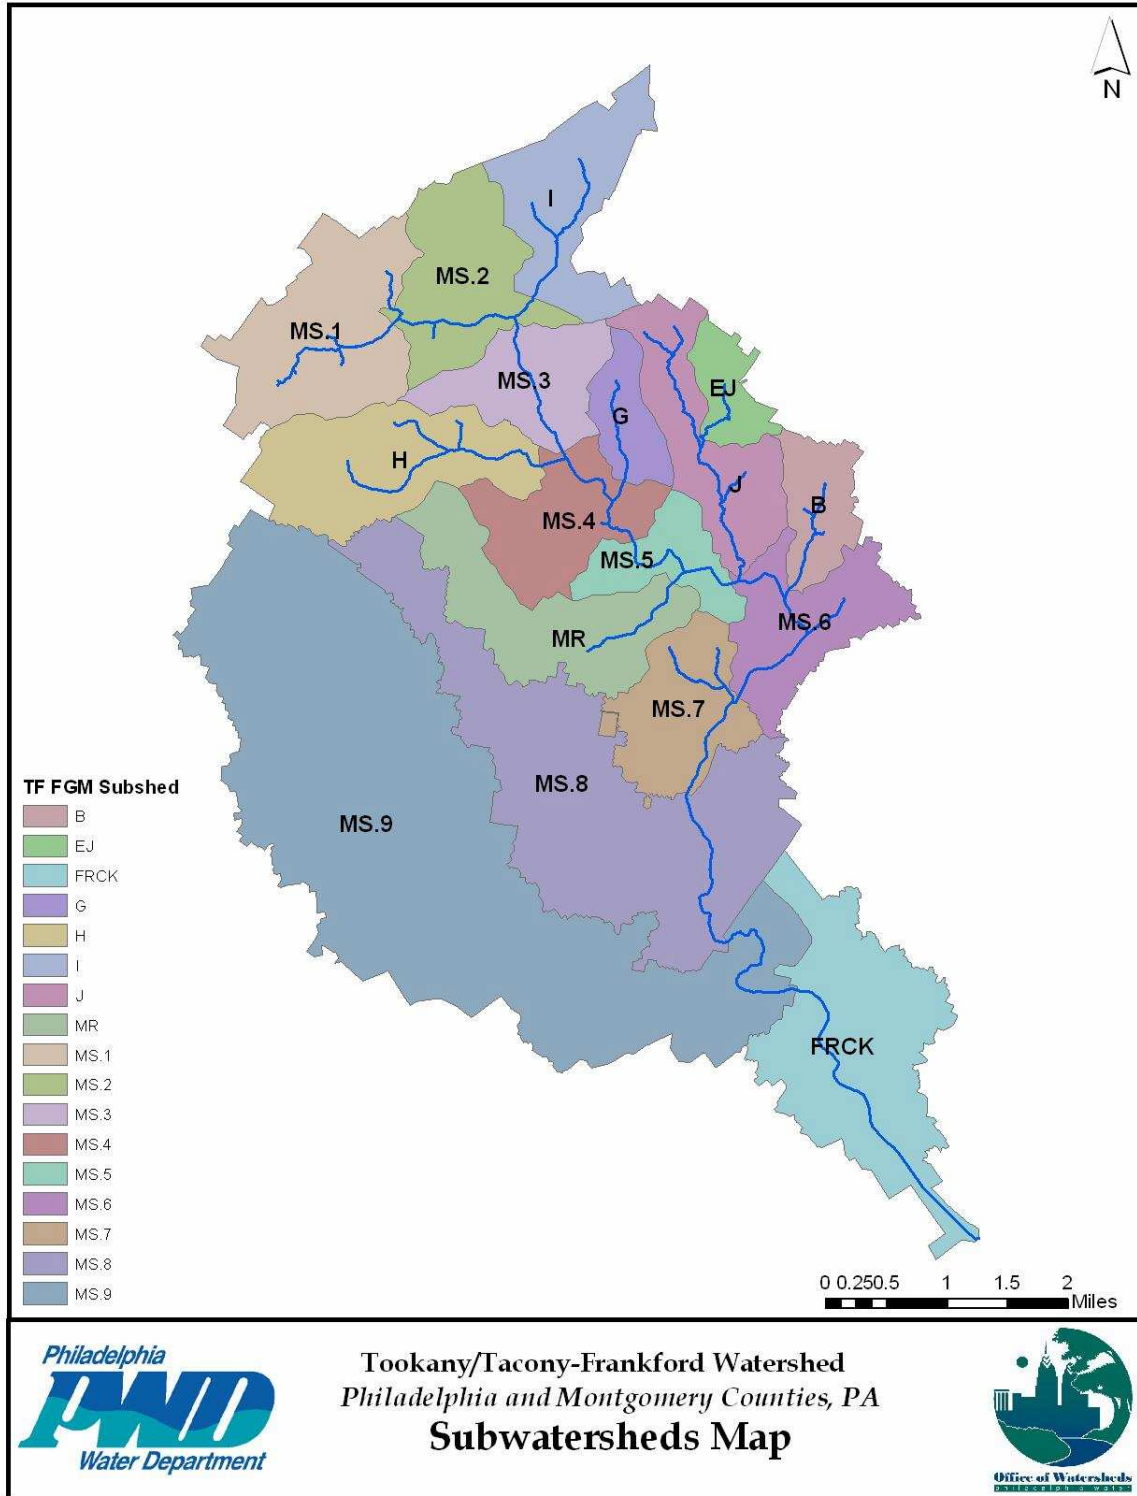 N
I
MS.2
MS.1
MS.3
EJ
G
H
J
B
MS.4
MS.5
MS.6
MR
MS.7
MS.8
MS.9
FRCK
TF FGM Subshed
B
EJ
FRCK
G
H
I
J
MR
MS.1
MS.2
MS.3
MS.4
MS.5
MS.6
MS.7
MS.8
MS.9
0 0.250.5 1 1.5 2
Miles
Philadelphia
PWD
Water Department
Tookany/Tacony-Frankford Watershed
Philadelphia and Montgomery Counties, PA
Subwatersheds Map
Office of Watersheds
philadelphia water